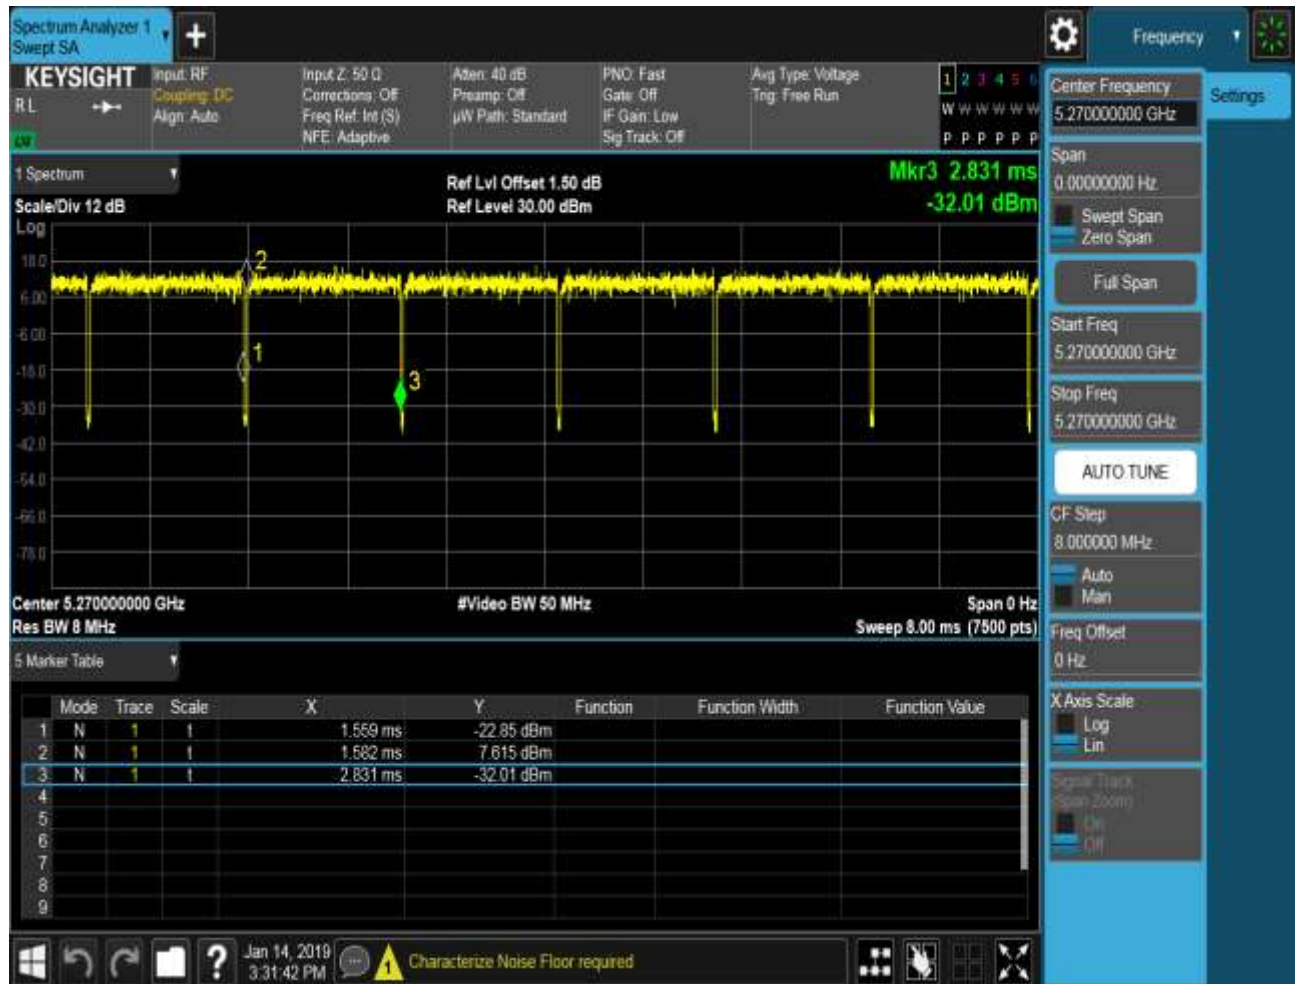 Spectrum Analyzer 1
Swept SA
Frequency
KEYSIGHT
Input: RF
Input Z: 50 Ω
Atten: 40 dB
PNO: Fast
Avg Type: Voltage
1 2 3 4 5 6
R L
Coupling: DC
Corrections: Off
Preamp: Off
Gate: Off
Trig: Free Run
W W W W W W
Align: Auto
Freq Ref: Int (S)
µW Path: Standard
IF Gain: Low
NFE: Adaptive
Sig Track: Off
P P P P P P
1 Spectrum
Scale/Div 12 dB
Ref Lvl Offset 1.50 dB
Ref Level 30.00 dBm
Mkr3 2.831 ms
-32.01 dBm
Log
18.0
6.00
-6.00
-18.0
-30.0
-42.0
-54.0
-66.0
-78.0
2
1
3
Center 5.270000000 GHz
#Video BW 50 MHz
Span 0 Hz
Res BW 8 MHz
Sweep 8.00 ms (7500 pts)
5 Marker Table
Mode Trace Scale X Y Function Function Width Function Value
1 N 1 t 1.559 ms -22.85 dBm
2 N 1 t 1.582 ms 7.615 dBm
3 N 1 t 2.831 ms -32.01 dBm
4
5
6
7
8
9
Jan 14, 2019
3:31:42 PM
1
Characterize Noise Floor required
?
Settings
Center Frequency
5.270000000 GHz
Span
0.00000000 Hz
Swept Span
Zero Span
Full Span
Start Freq
5.270000000 GHz
Stop Freq
5.270000000 GHz
AUTO TUNE
CF Step
8.000000 MHz
Auto
Man
Freq Offset
0 Hz
X Axis Scale
Log
Lin
Signal Track
(Span Zoom)
On
Off